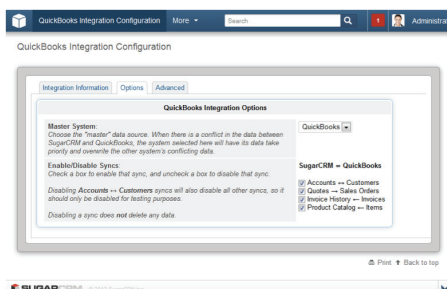 QuickBooks Integration Configuration More Search 1 Administra
QuickBooks Integration Configuration
Integration Information Options Advanced
QuickBooks Integration Options
Master System:
Choose the "master" data source. When there is a conflict in the data between
SugarCRM and QuickBooks, the system selected here will have its data take
priority and overwrite the other system's conflicting data.
QuickBooks
Enable/Disable Syncs:
Check a box to enable that sync, and uncheck a box to disable that sync.
Disabling Accounts ↔ Customers syncs will also disable all other syncs, so it
should only be disabled for testing purposes.
Disabling a sync does not delete any data.
SugarCRM ⇔ QuickBooks
Accounts ↔ Customers
Quotes → Sales Orders
Invoice History ← Invoices
Product Catalog ← Items
Print Back to top
SUGARCRM